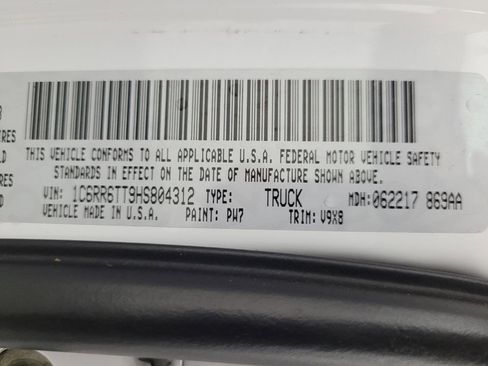 THIS VEHICLE CONFORMS TO ALL APPLICABLE U.S.A. FEDERAL MOTOR VEHICLE SAFETY
STANDARDS IN EFFECT ON THE DATE OF MANUFACTURE SHOWN ABOVE.
VIN: 1C6RR6TT9HS804312 TYPE: TRUCK MDH: 062217 869AA
VEHICLE MADE IN U.S.A. PAINT: PW7 TRIM: V9X8